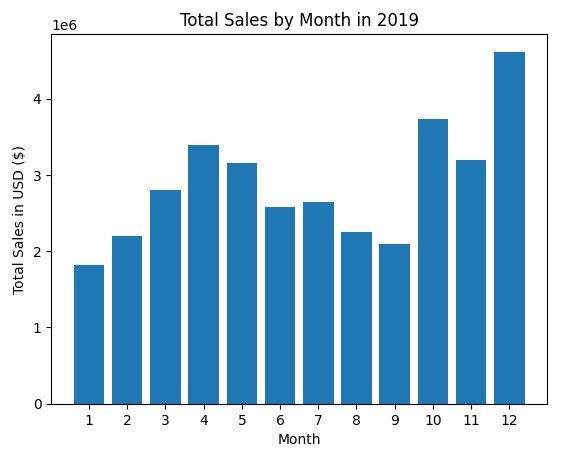 Total Sales by Month in 2019
1e6
4
3
2
1
0
Total Sales in USD ($)
1 2 3 4 5 6 7 8 9 10 11 12
Month